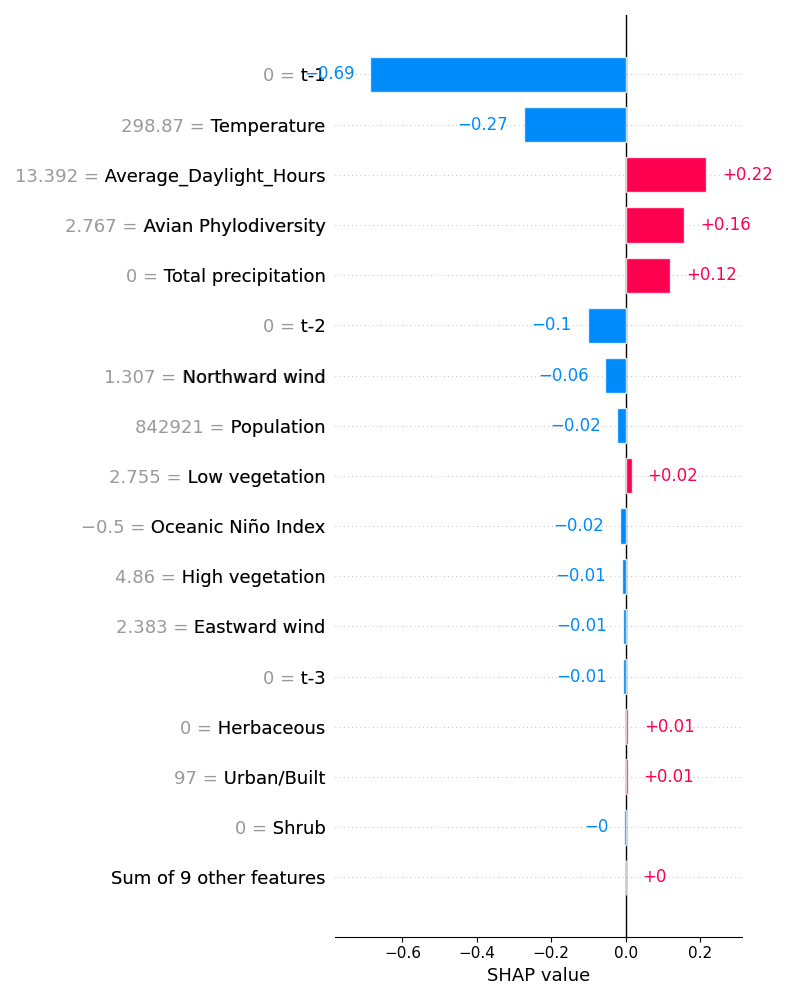 0 = t-1 −0.69
298.87 = Temperature −0.27
13.392 = Average_Daylight_Hours +0.22
2.767 = Avian Phylodiversity +0.16
0 = Total precipitation +0.12
0 = t-2 −0.1
1.307 = Northward wind −0.06
842921 = Population −0.02
2.755 = Low vegetation +0.02
−0.5 = Oceanic Niño Index −0.02
4.86 = High vegetation −0.01
2.383 = Eastward wind −0.01
0 = t-3 −0.01
0 = Herbaceous +0.01
97 = Urban/Built +0.01
0 = Shrub −0
Sum of 9 other features +0
−0.6 −0.4 −0.2 0.0 0.2
SHAP value